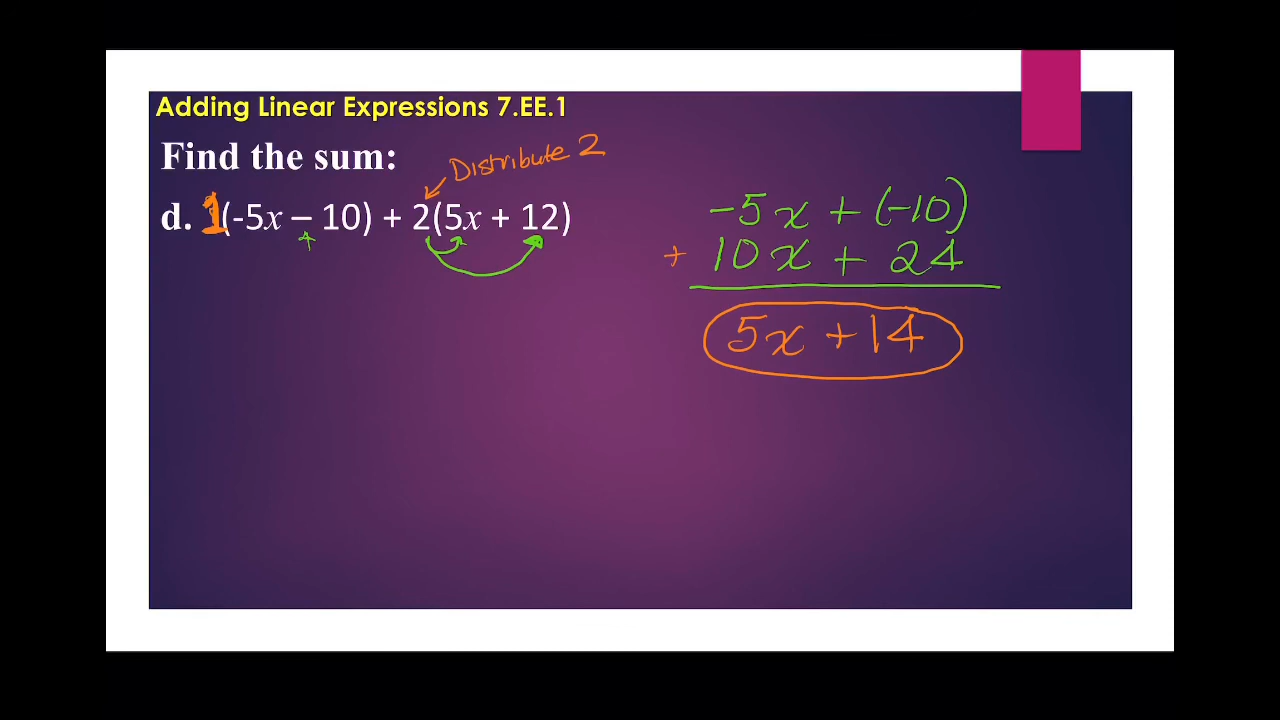 Adding Linear Expressions 7.EE.1
Find the sum:
Distribute 2
d. 1(-5x – 10) + 2(5x + 12)
-5x + (-10)
+ 10x + 24
5x + 14